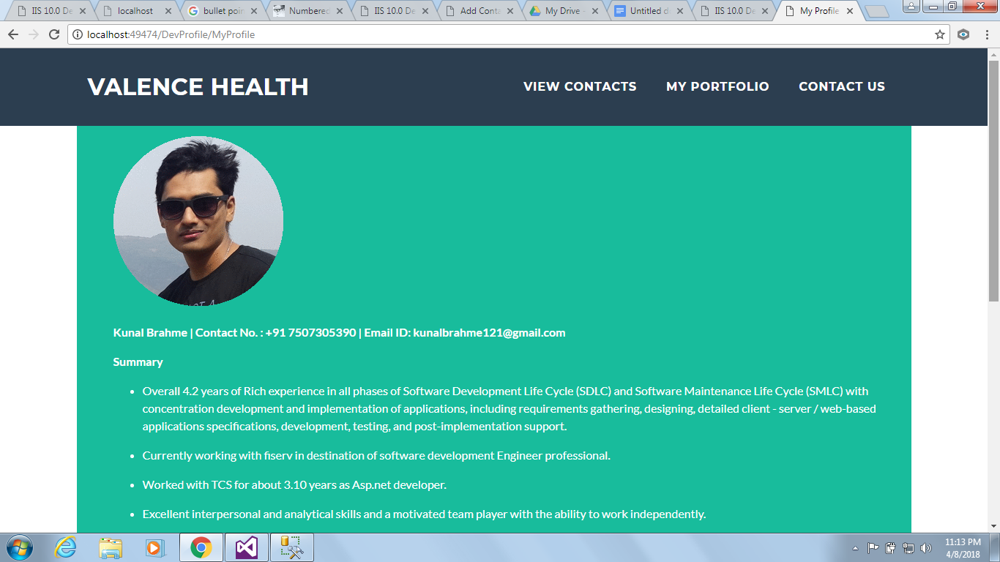 IIS 10.0 De
localhost
bullet poin
Numbered
IIS 10.0 De
Add Conta
My Drive -
Untitled d
IIS 10.0 De
My Profile
localhost:49474/DevProfile/MyProfile
VALENCE HEALTH
VIEW CONTACTS
MY PORTFOLIO
CONTACT US
Kunal Brahme | Contact No. : +91 7507305390 | Email ID: kunalbrahme121@gmail.com
Summary
• Overall 4.2 years of Rich experience in all phases of Software Development Life Cycle (SDLC) and Software Maintenance Life Cycle (SMLC) with
concentration development and implementation of applications, including requirements gathering, designing, detailed client - server / web-based
applications specifications, development, testing, and post-implementation support.
• Currently working with fiserv in destination of software development Engineer professional.
• Worked with TCS for about 3.10 years as Asp.net developer.
• Excellent interpersonal and analytical skills and a motivated team player with the ability to work independently.
11:13 PM
4/8/2018